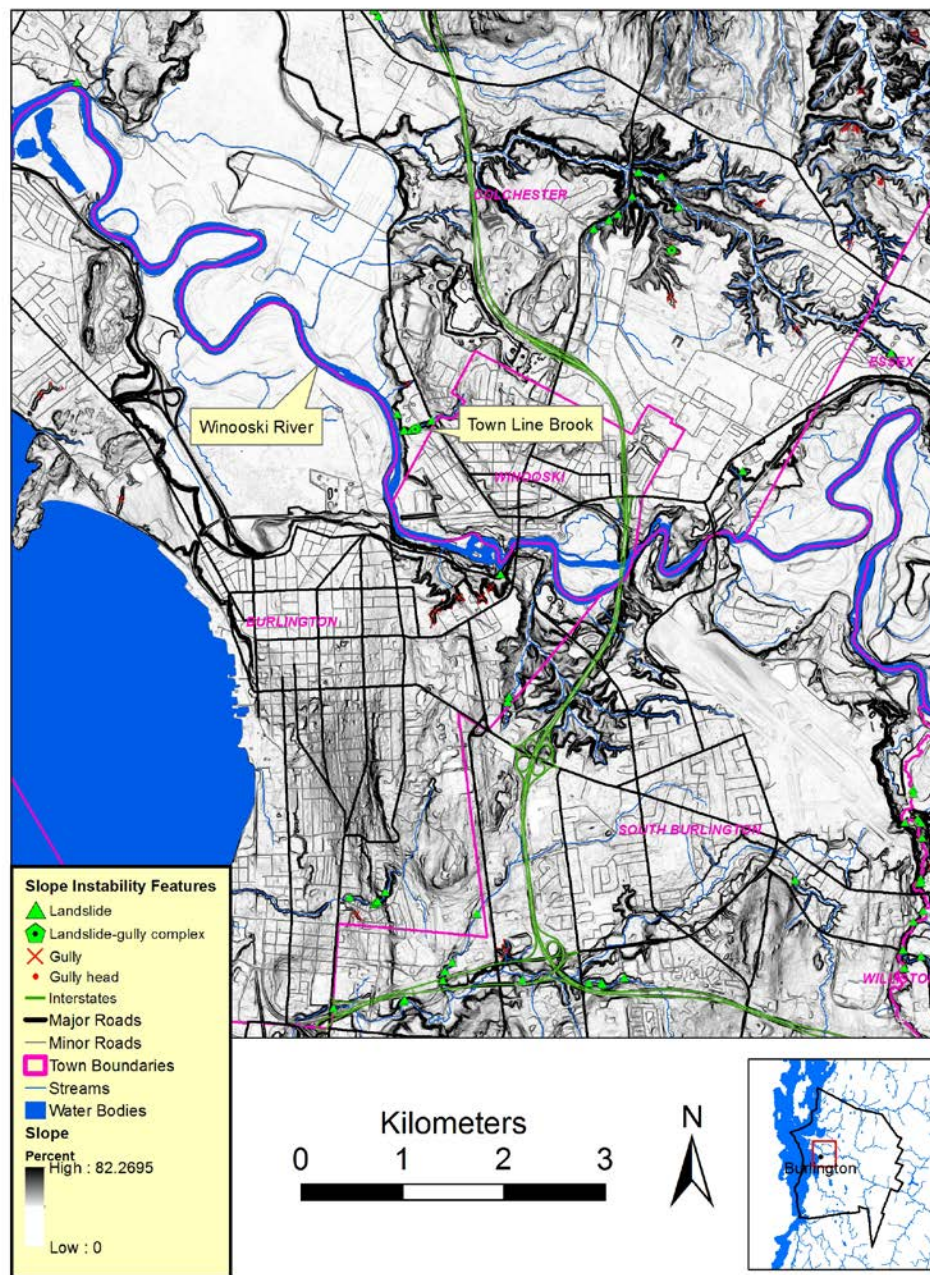 COLCHESTER
ESSEX
Winooski River
Town Line Brook
WINOOSKI
BURLINGTON
SOUTH BURLINGTON
Slope Instability Features
Landslide
Landslide-gully complex
Gully
Gully head
Interstates
Major Roads
Minor Roads
Town Boundaries
Streams
Water Bodies
Slope
Percent
High : 82.2695
Low : 0
Kilometers
0 1 2 3
N
Burlington